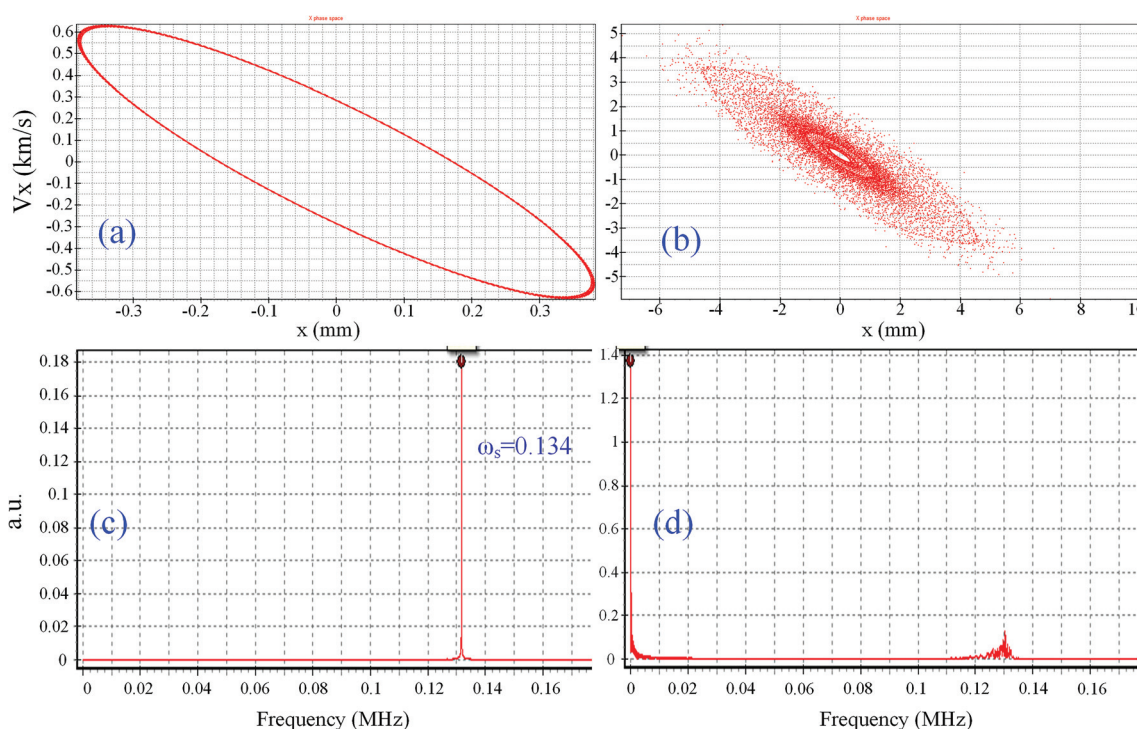 X phase space
0.6
0.5
0.4
0.3
0.2
0.1
0
-0.1
-0.2
-0.3
-0.4
-0.5
-0.6
Vx (km/s)
(a)
-0.3 -0.2 -0.1 0 0.1 0.2 0.3
x (mm)
X phase space
5
4
3
2
1
0
-1
-2
-3
-4
-5
(b)
-6 -4 -2 0 2 4 6 8 10
x (mm)
0.18
0.16
0.14
0.12
0.1
0.08
0.06
0.04
0.02
0
a.u.
(c)
ωs=0.134
0 0.02 0.04 0.06 0.08 0.10 0.12 0.14 0.16
Frequency (MHz)
1.4
1.2
1
0.8
0.6
0.4
0.2
0
(d)
0 0.02 0.04 0.06 0.08 0.10 0.12 0.14 0.16
Frequency (MHz)